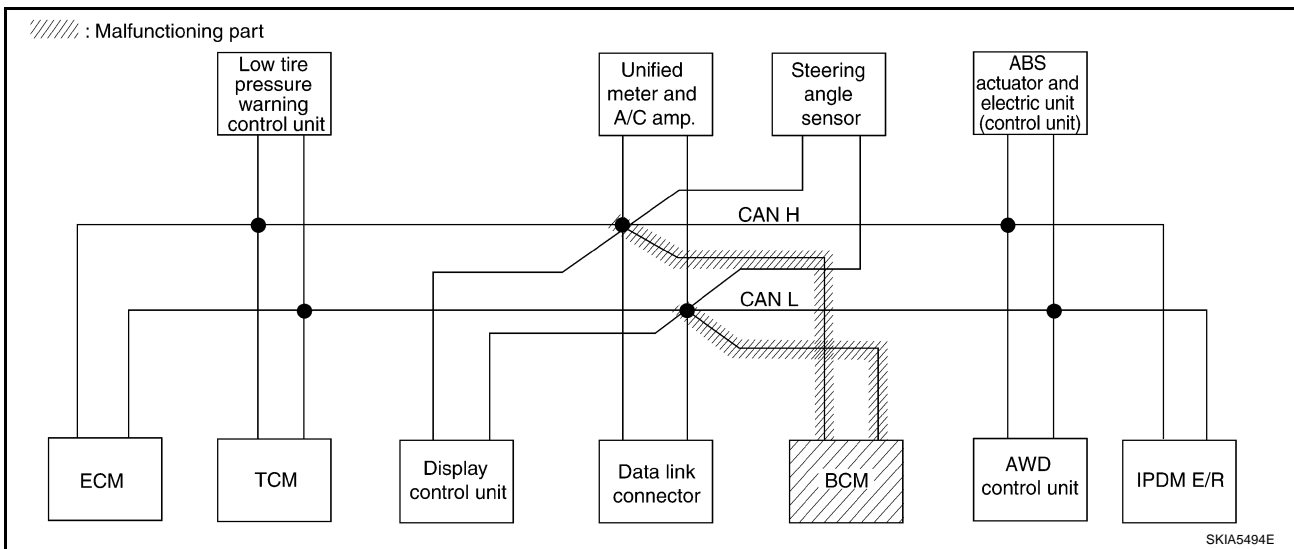 : Malfunctioning part
Low tire
pressure
warning
control unit
Unified
meter and
A/C amp.
Steering
angle
sensor
ABS
actuator and
electric unit
(control unit)
CAN H
CAN L
ECM
TCM
Display
control unit
Data link
connector
BCM
AWD
control unit
IPDM E/R
SKIA5494E